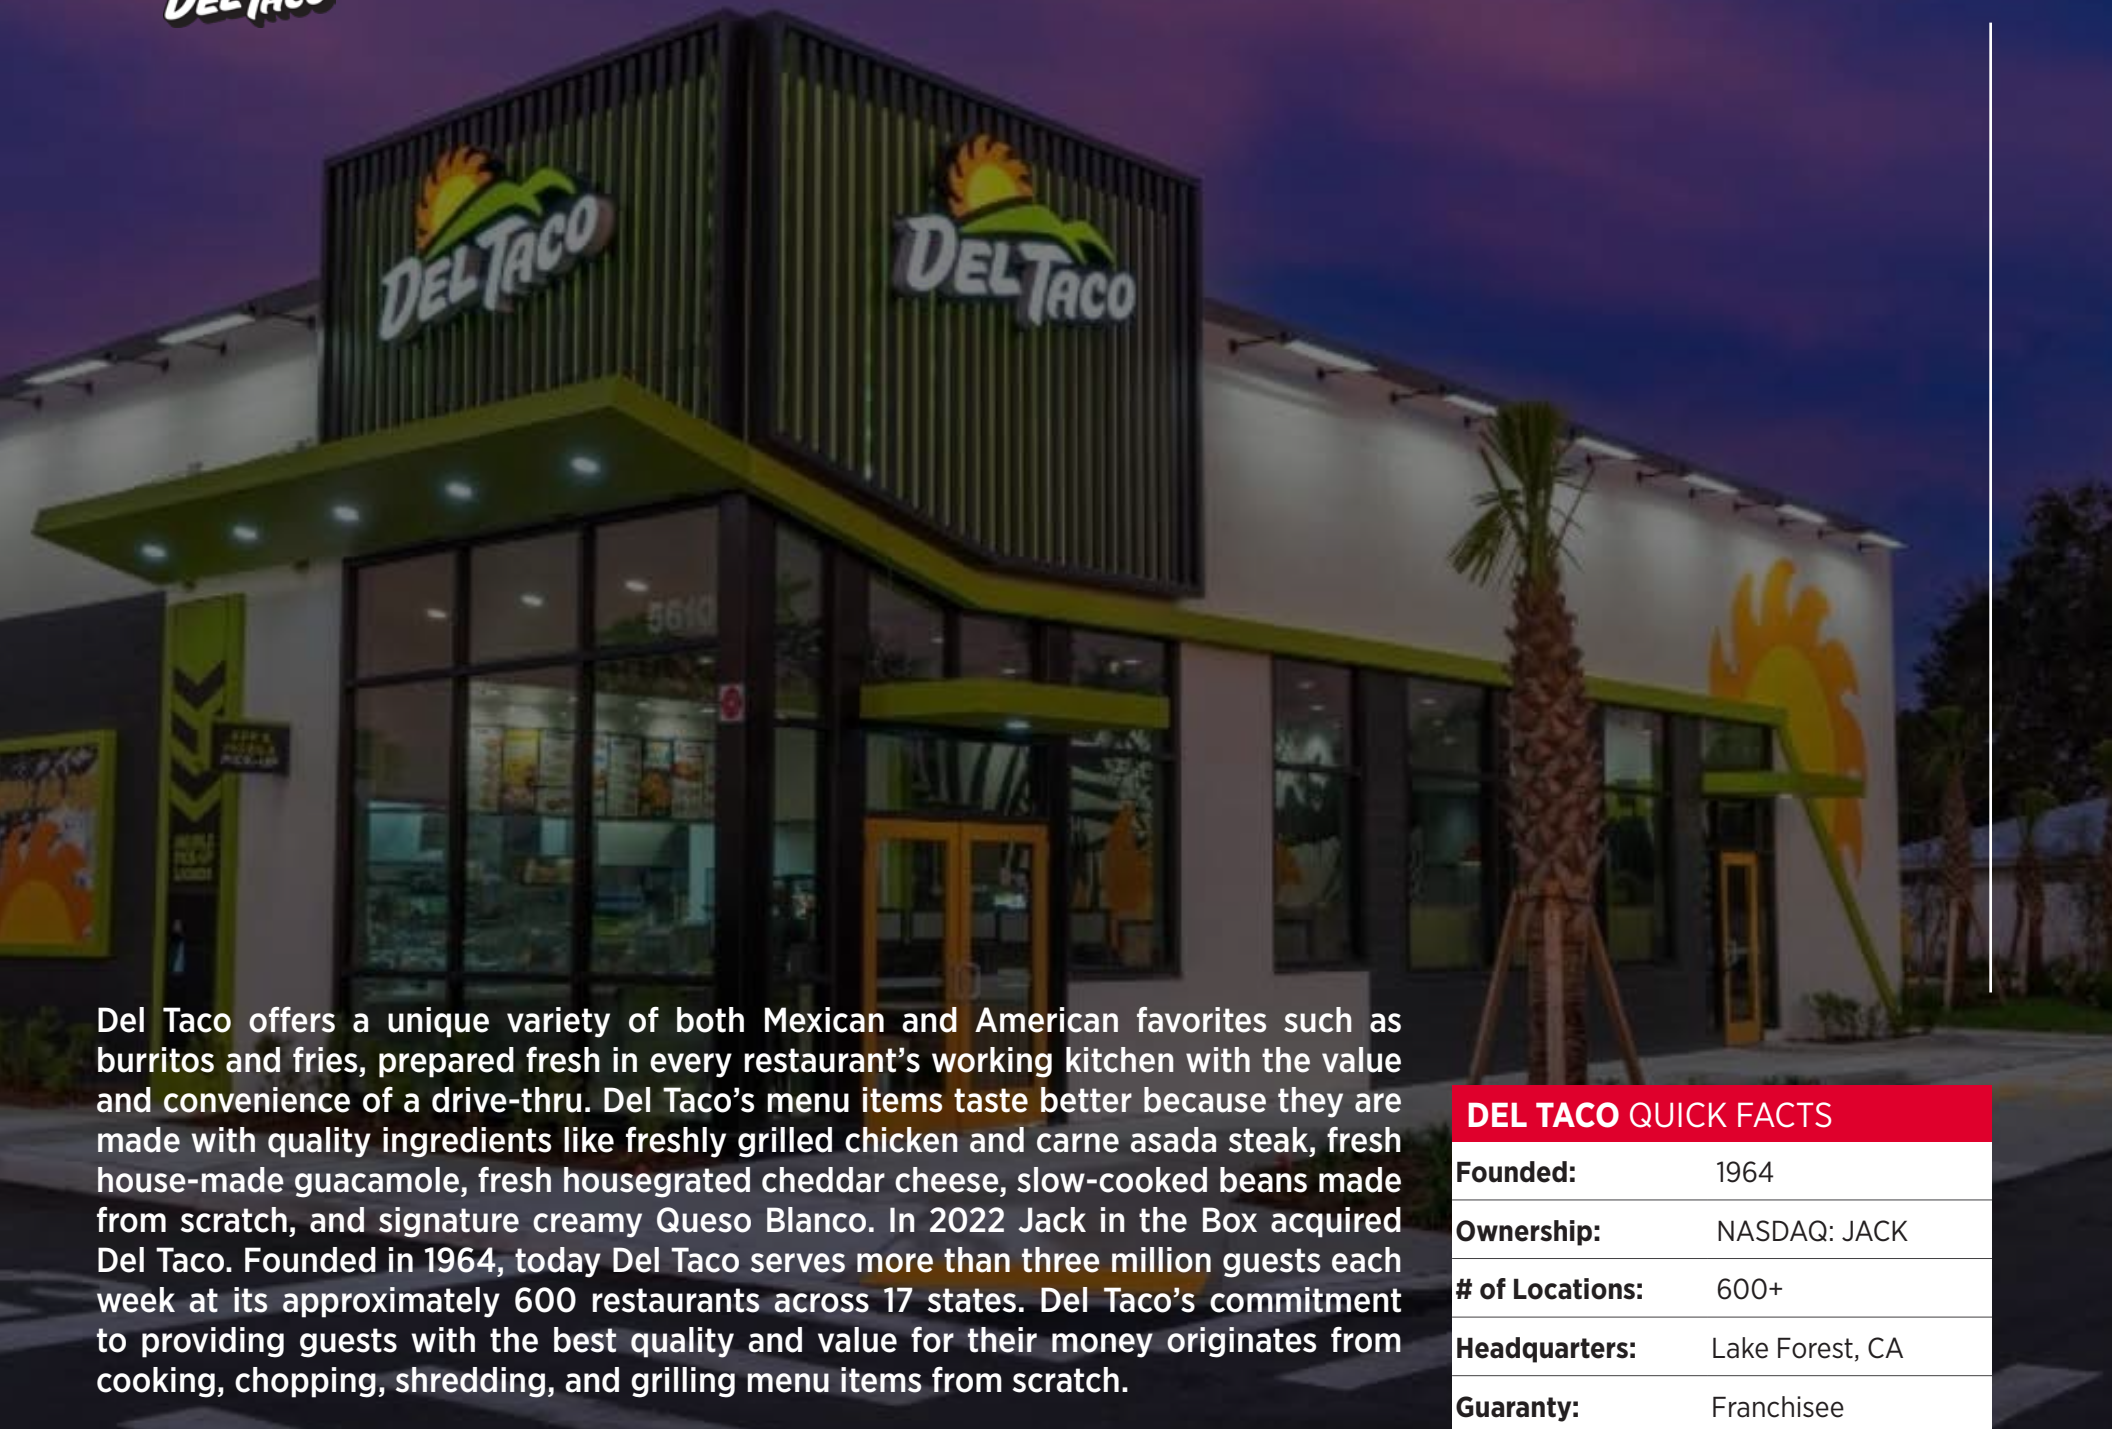 DEL TACO
DEL TACO
DEL TACO
5610
Del Taco offers a unique variety of both Mexican and American favorites such as
burritos and fries, prepared fresh in every restaurant’s working kitchen with the value
and convenience of a drive-thru. Del Taco’s menu items taste better because they are
made with quality ingredients like freshly grilled chicken and carne asada steak, fresh
house-made guacamole, fresh housegrated cheddar cheese, slow-cooked beans made
from scratch, and signature creamy Queso Blanco. In 2022 Jack in the Box acquired
Del Taco. Founded in 1964, today Del Taco serves more than three million guests each
week at its approximately 600 restaurants across 17 states. Del Taco’s commitment
to providing guests with the best quality and value for their money originates from
cooking, chopping, shredding, and grilling menu items from scratch.
DEL TACO QUICK FACTS
Founded: 1964
Ownership: NASDAQ: JACK
# of Locations: 600+
Headquarters: Lake Forest, CA
Guaranty: Franchisee